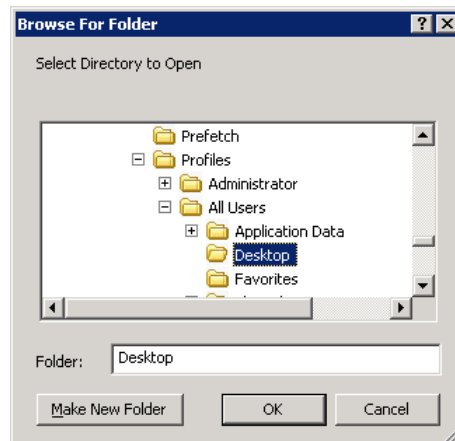 Browse For Folder
Select Directory to Open
Prefetch
Profiles
Administrator
All Users
Application Data
Desktop
Favorites
Folder: Desktop
Make New Folder OK Cancel